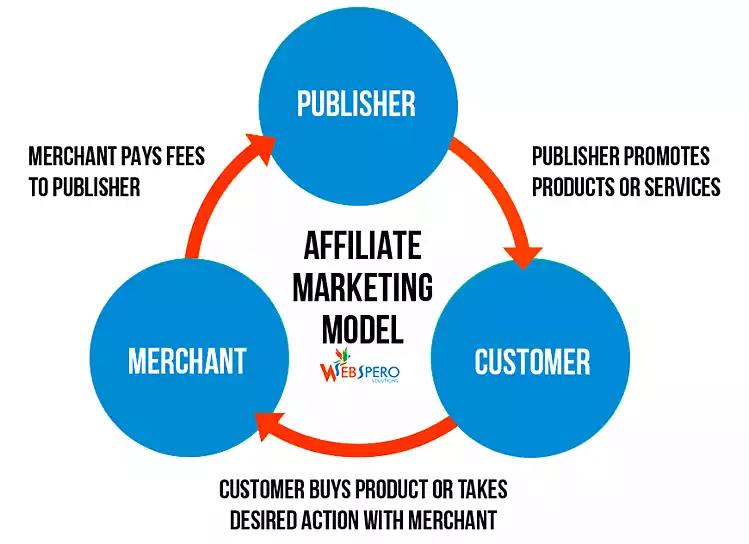 PUBLISHER
MERCHANT PAYS FEES
TO PUBLISHER
PUBLISHER PROMOTES
PRODUCTS OR SERVICES
AFFILIATE
MARKETING
MODEL
WEBSPERO
SOLUTIONS
MERCHANT
CUSTOMER
CUSTOMER BUYS PRODUCT OR TAKES
DESIRED ACTION WITH MERCHANT